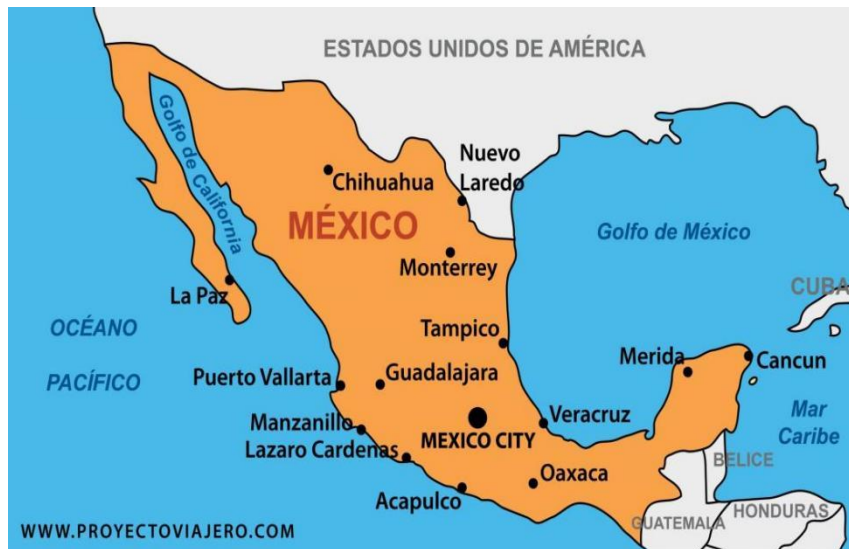 ESTADOS UNIDOS DE AMÉRICA
Golfo de California
Nuevo
Laredo
Chihuahua
MÉXICO
Golfo de México
Monterrey
La Paz
CUBA
OCÉANO
PACÍFICO
Tampico
Merida
Cancun
Puerto Vallarta
Guadalajara
Mar
Caribe
Manzanillo
Veracruz
MEXICO CITY
Lazaro Cardenas
BELICE
Oaxaca
Acapulco
HONDURAS
GUATEMALA
WWW.PROYECTOVIAJERO.COM